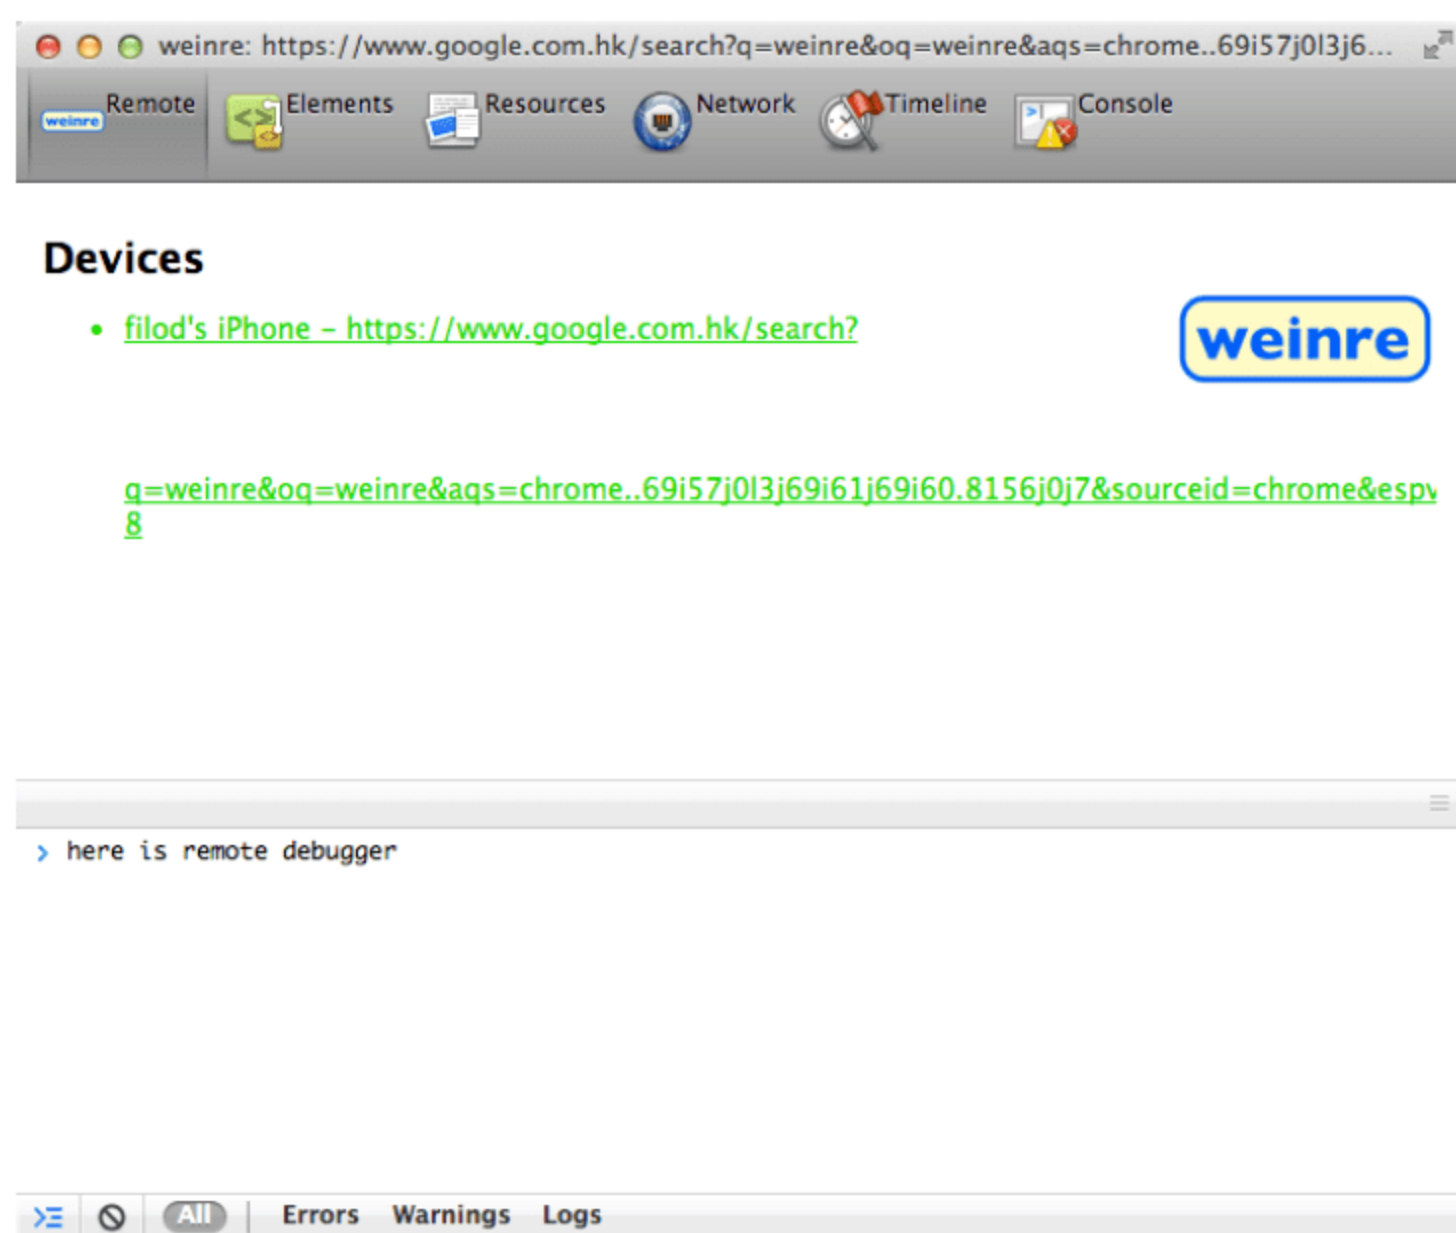 weinre: https://www.google.com.hk/search?q=weinre&oq=weinre&aqs=chrome..69i57j0l3j6...
weinre Remote Elements Resources Network Timeline Console
Devices
• filod's iPhone – https://www.google.com.hk/search?
weinre
q=weinre&oq=weinre&aqs=chrome..69i57j0l3j69i61j69i60.8156j0j7&sourceid=chrome&espv
8
> here is remote debugger
All Errors Warnings Logs